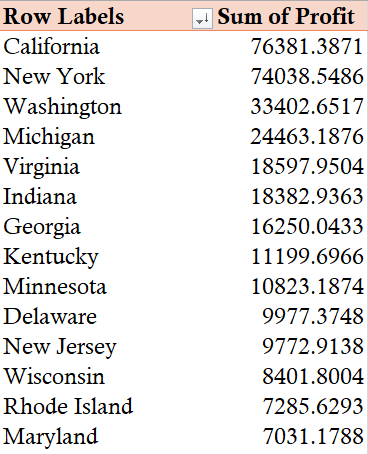 Row Labels Sum of Profit
California 76381.3871
New York 74038.5486
Washington 33402.6517
Michigan 24463.1876
Virginia 18597.9504
Indiana 18382.9363
Georgia 16250.0433
Kentucky 11199.6966
Minnesota 10823.1874
Delaware 9977.3748
New Jersey 9772.9138
Wisconsin 8401.8004
Rhode Island 7285.6293
Maryland 7031.1788